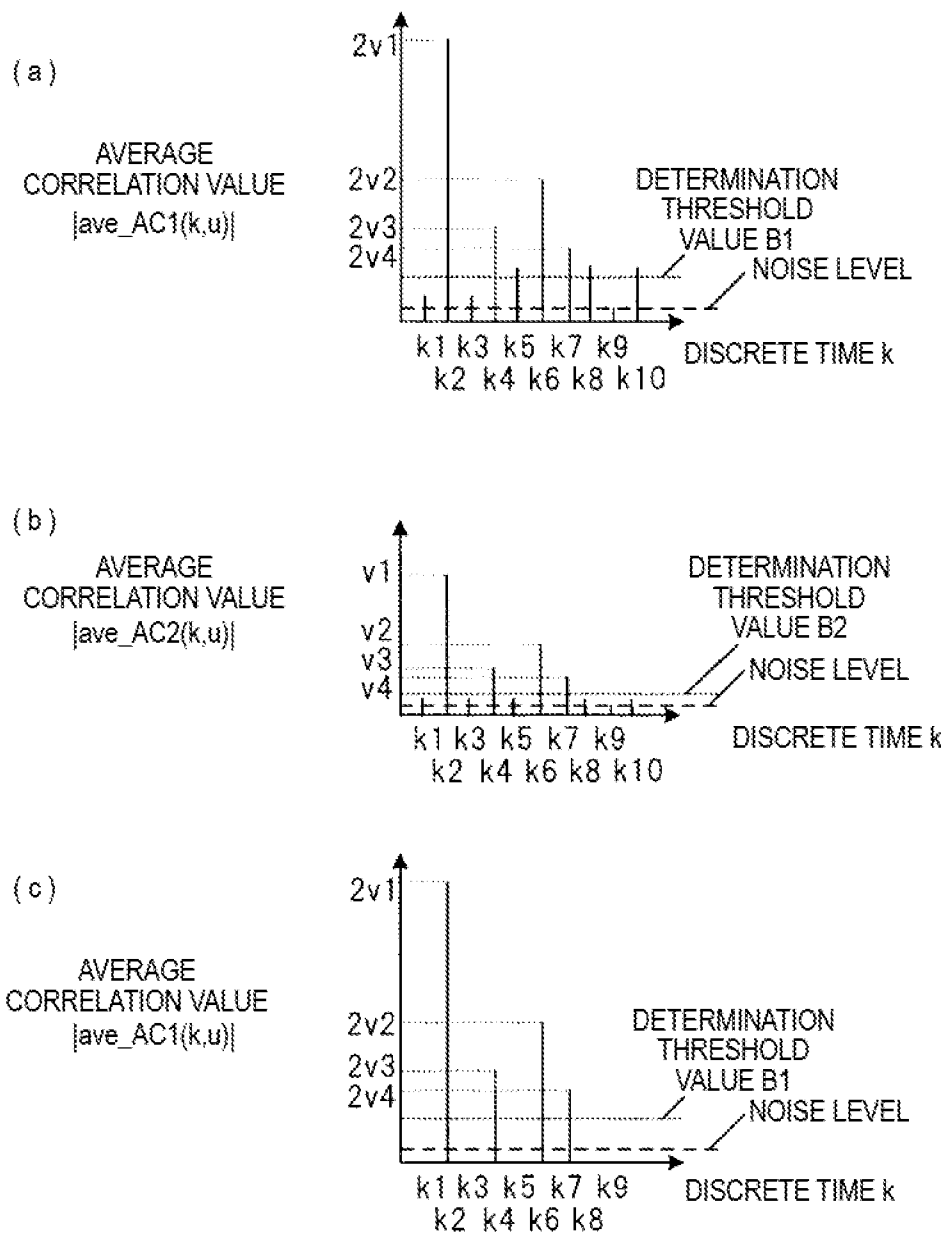 (a)
AVERAGE
CORRELATION VALUE
|ave_AC1(k,u)|
2v1
2v2
2v3
2v4
DETERMINATION
THRESHOLD
VALUE B1
NOISE LEVEL
k1 k3 k5 k7 k9
k2 k4 k6 k8 k10
DISCRETE TIME k
(b)
AVERAGE
CORRELATION VALUE
|ave_AC2(k,u)|
v1
v2
v3
v4
DETERMINATION
THRESHOLD
VALUE B2
NOISE LEVEL
k1 k3 k5 k7 k9
k2 k4 k6 k8 k10
DISCRETE TIME k
(c)
AVERAGE
CORRELATION VALUE
|ave_AC1(k,u)|
2v1
2v2
2v3
2v4
DETERMINATION
THRESHOLD
VALUE B1
NOISE LEVEL
k1 k3 k5 k7 k9
k2 k4 k6 k8
DISCRETE TIME k